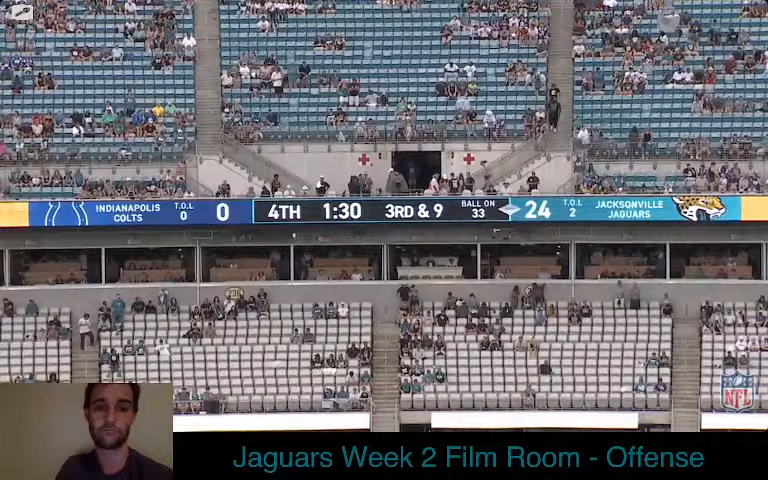 INDIANAPOLIS COLTS T.O.L 0 0 4TH 1:30 3RD & 9 BALL ON 33 24 T.O.L 2 JACKSONVILLE JAGUARS
236
NFL
Jaguars Week 2 Film Room - Offense